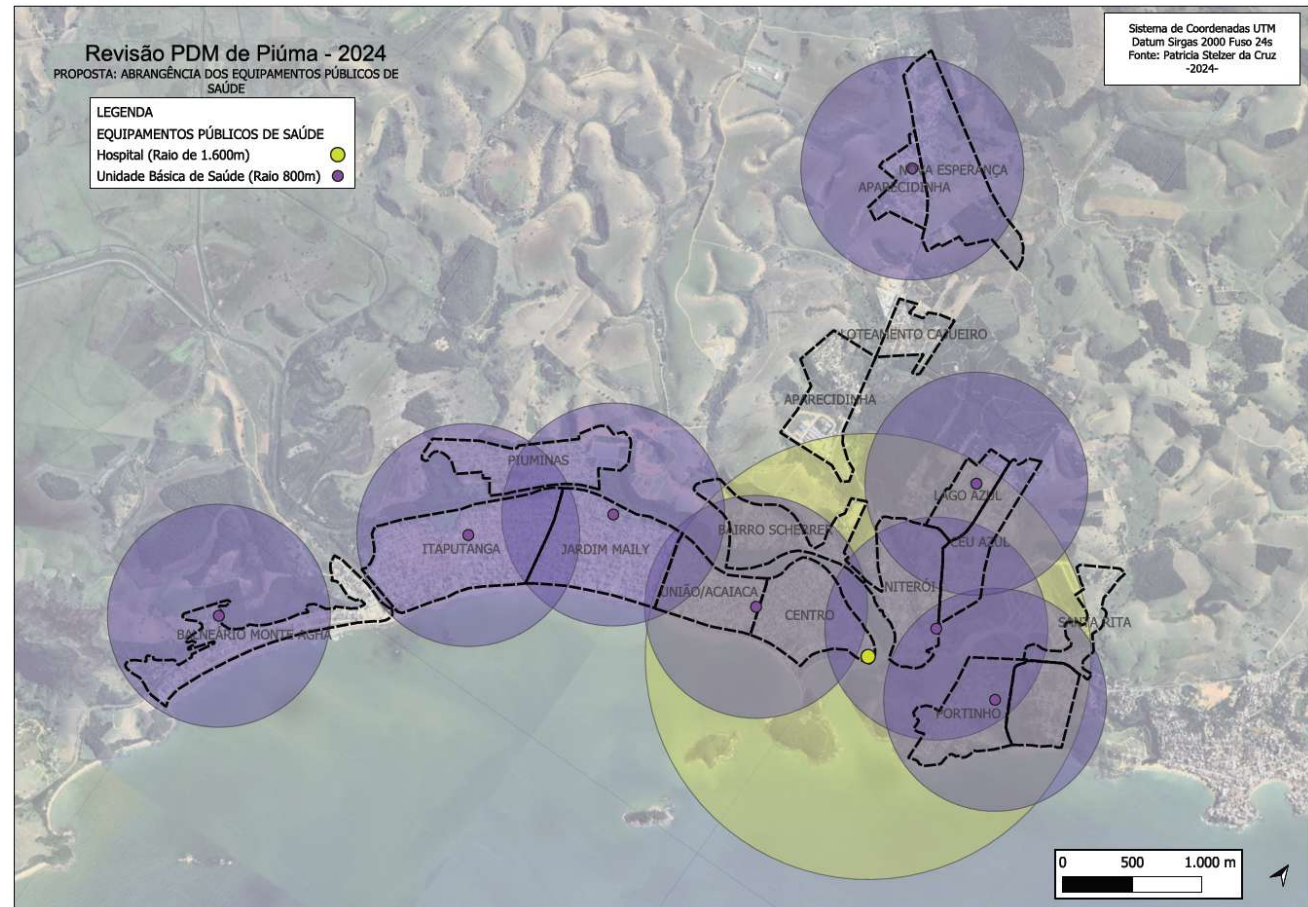 Revisão PDM de Piúma - 2024
PROPOSTA: ABRANGÊNCIA DOS EQUIPAMENTOS PÚBLICOS DE
SAÚDE
LEGENDA
EQUIPAMENTOS PÚBLICOS DE SAÚDE
Hospital (Raio de 1.600m)
Unidade Básica de Saúde (Raio 800m)
Sistema de Coordenadas UTM
Datum Sirgas 2000 Fuso 24s
Fonte: Patricia Stelzer da Cruz
-2024-
NOVA ESPERANÇA
APARECIDINHA
LOTEAMENTO CAJUEIRO
APARECIDINHA
PIUMINAS
LAGO AZUL
BAIRRO SCHERRER
CEU AZUL
ITAPUTANGA
JARDIM MAILY
NITERÓI
UNIÃO/ACAIACA
CENTRO
SANTA RITA
BALNEÁRIO MONTE AGHA
PORTINHO
0 500 1.000 m